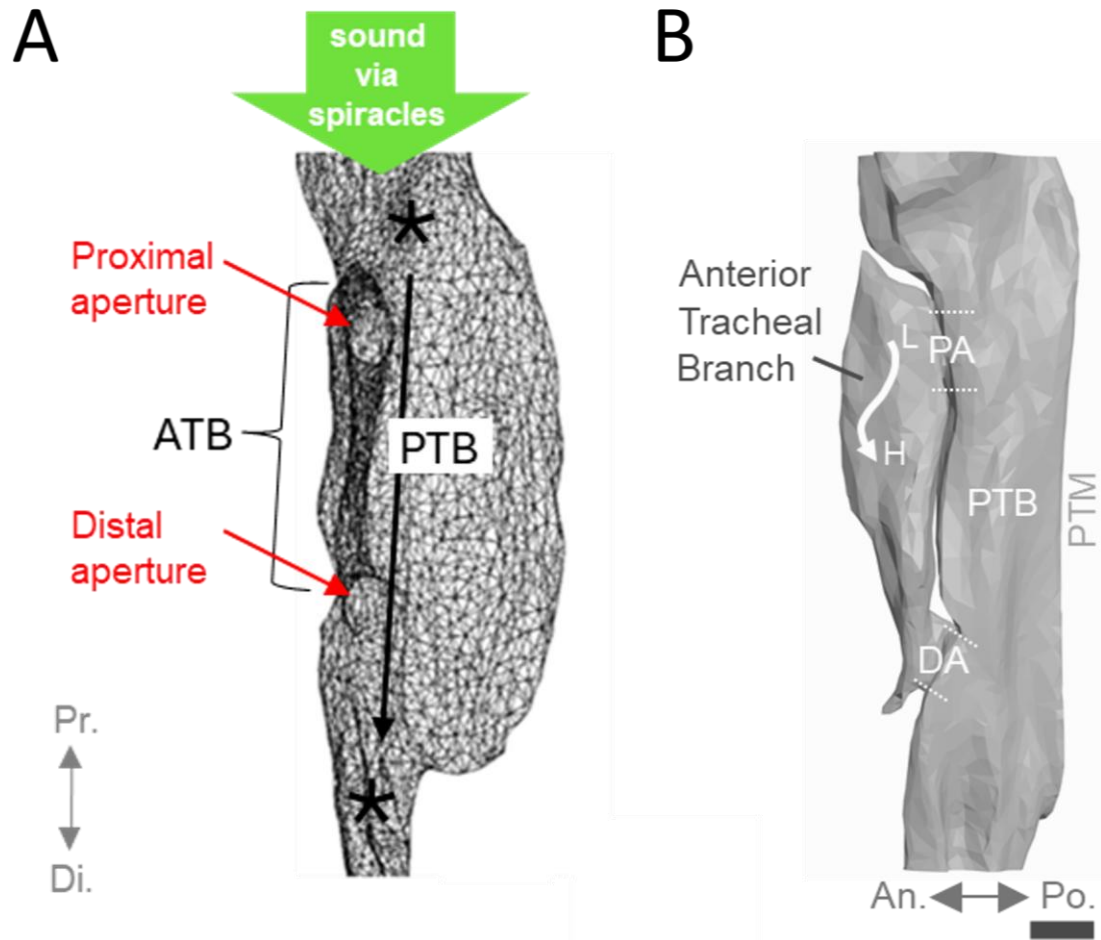 A
sound
via
spiracles
*
Proximal
aperture
ATB
PTB
Distal
aperture
*
Pr.
Di.
B
Anterior
Tracheal
Branch
L
PA
H
PTB
PTM
DA
An.
Po.